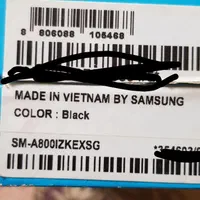 8 806088 105468
MADE IN VIETNAM BY SAMSUNG
COLOR : Black
SM-A800IZKEXSG